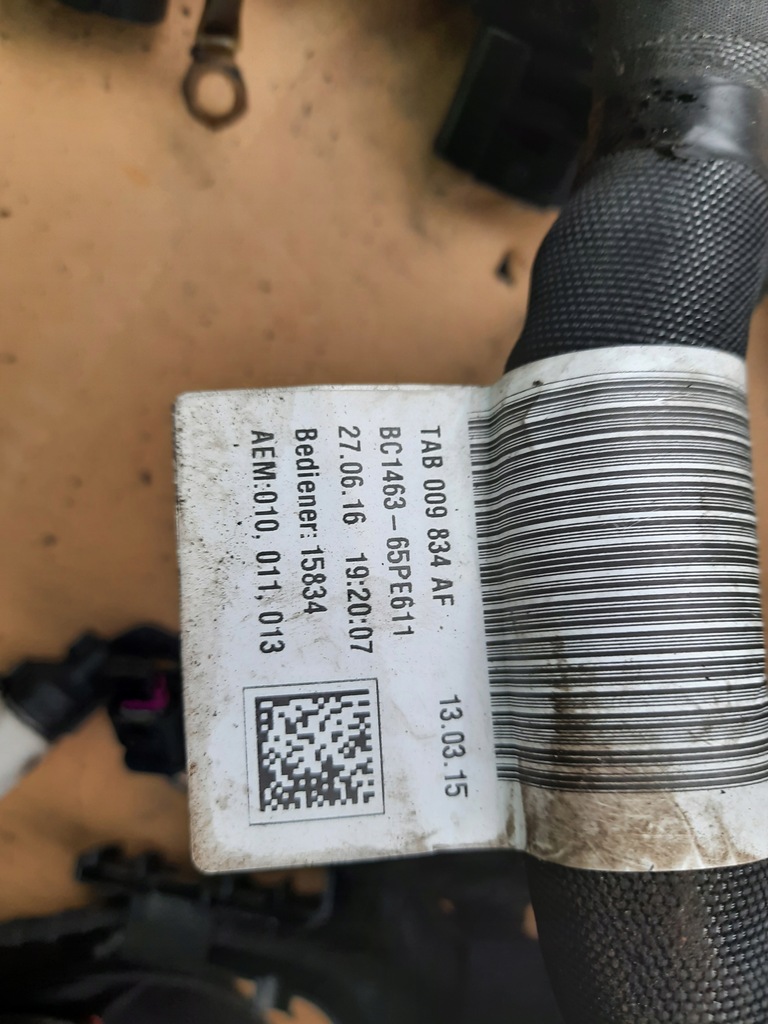 TAB 009 834 AF 13.03.15
BC1463-65PE611
27.06.16 19:20:07
Bediener: 15834
AEM:010, 011, 013